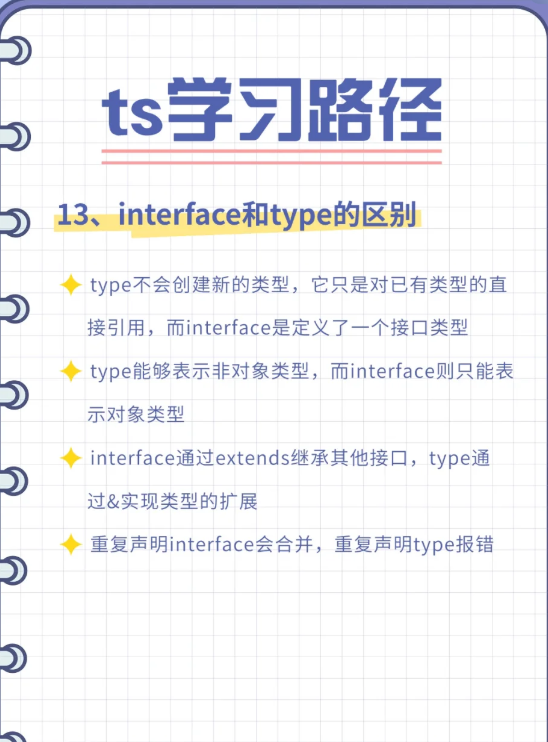 ts学习路径
13、interface和type的区别
type不会创建新的类型，它只是对已有类型的直
接引用，而interface是定义了一个接口类型
type能够表示非对象类型，而interface则只能表
示对象类型
interface通过extends继承其他接口，type通
过&实现类型的扩展
重复声明interface会合并，重复声明type报错